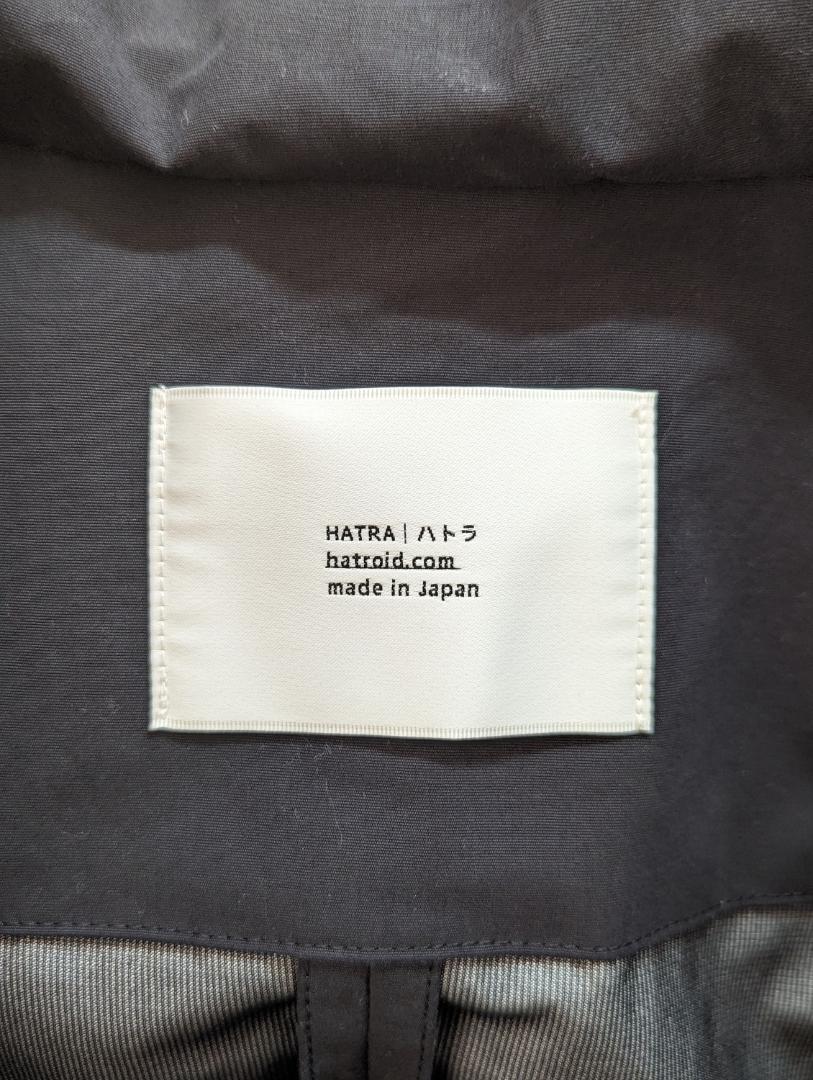 HATRA | ハトラ
hatroid.com
made in Japan